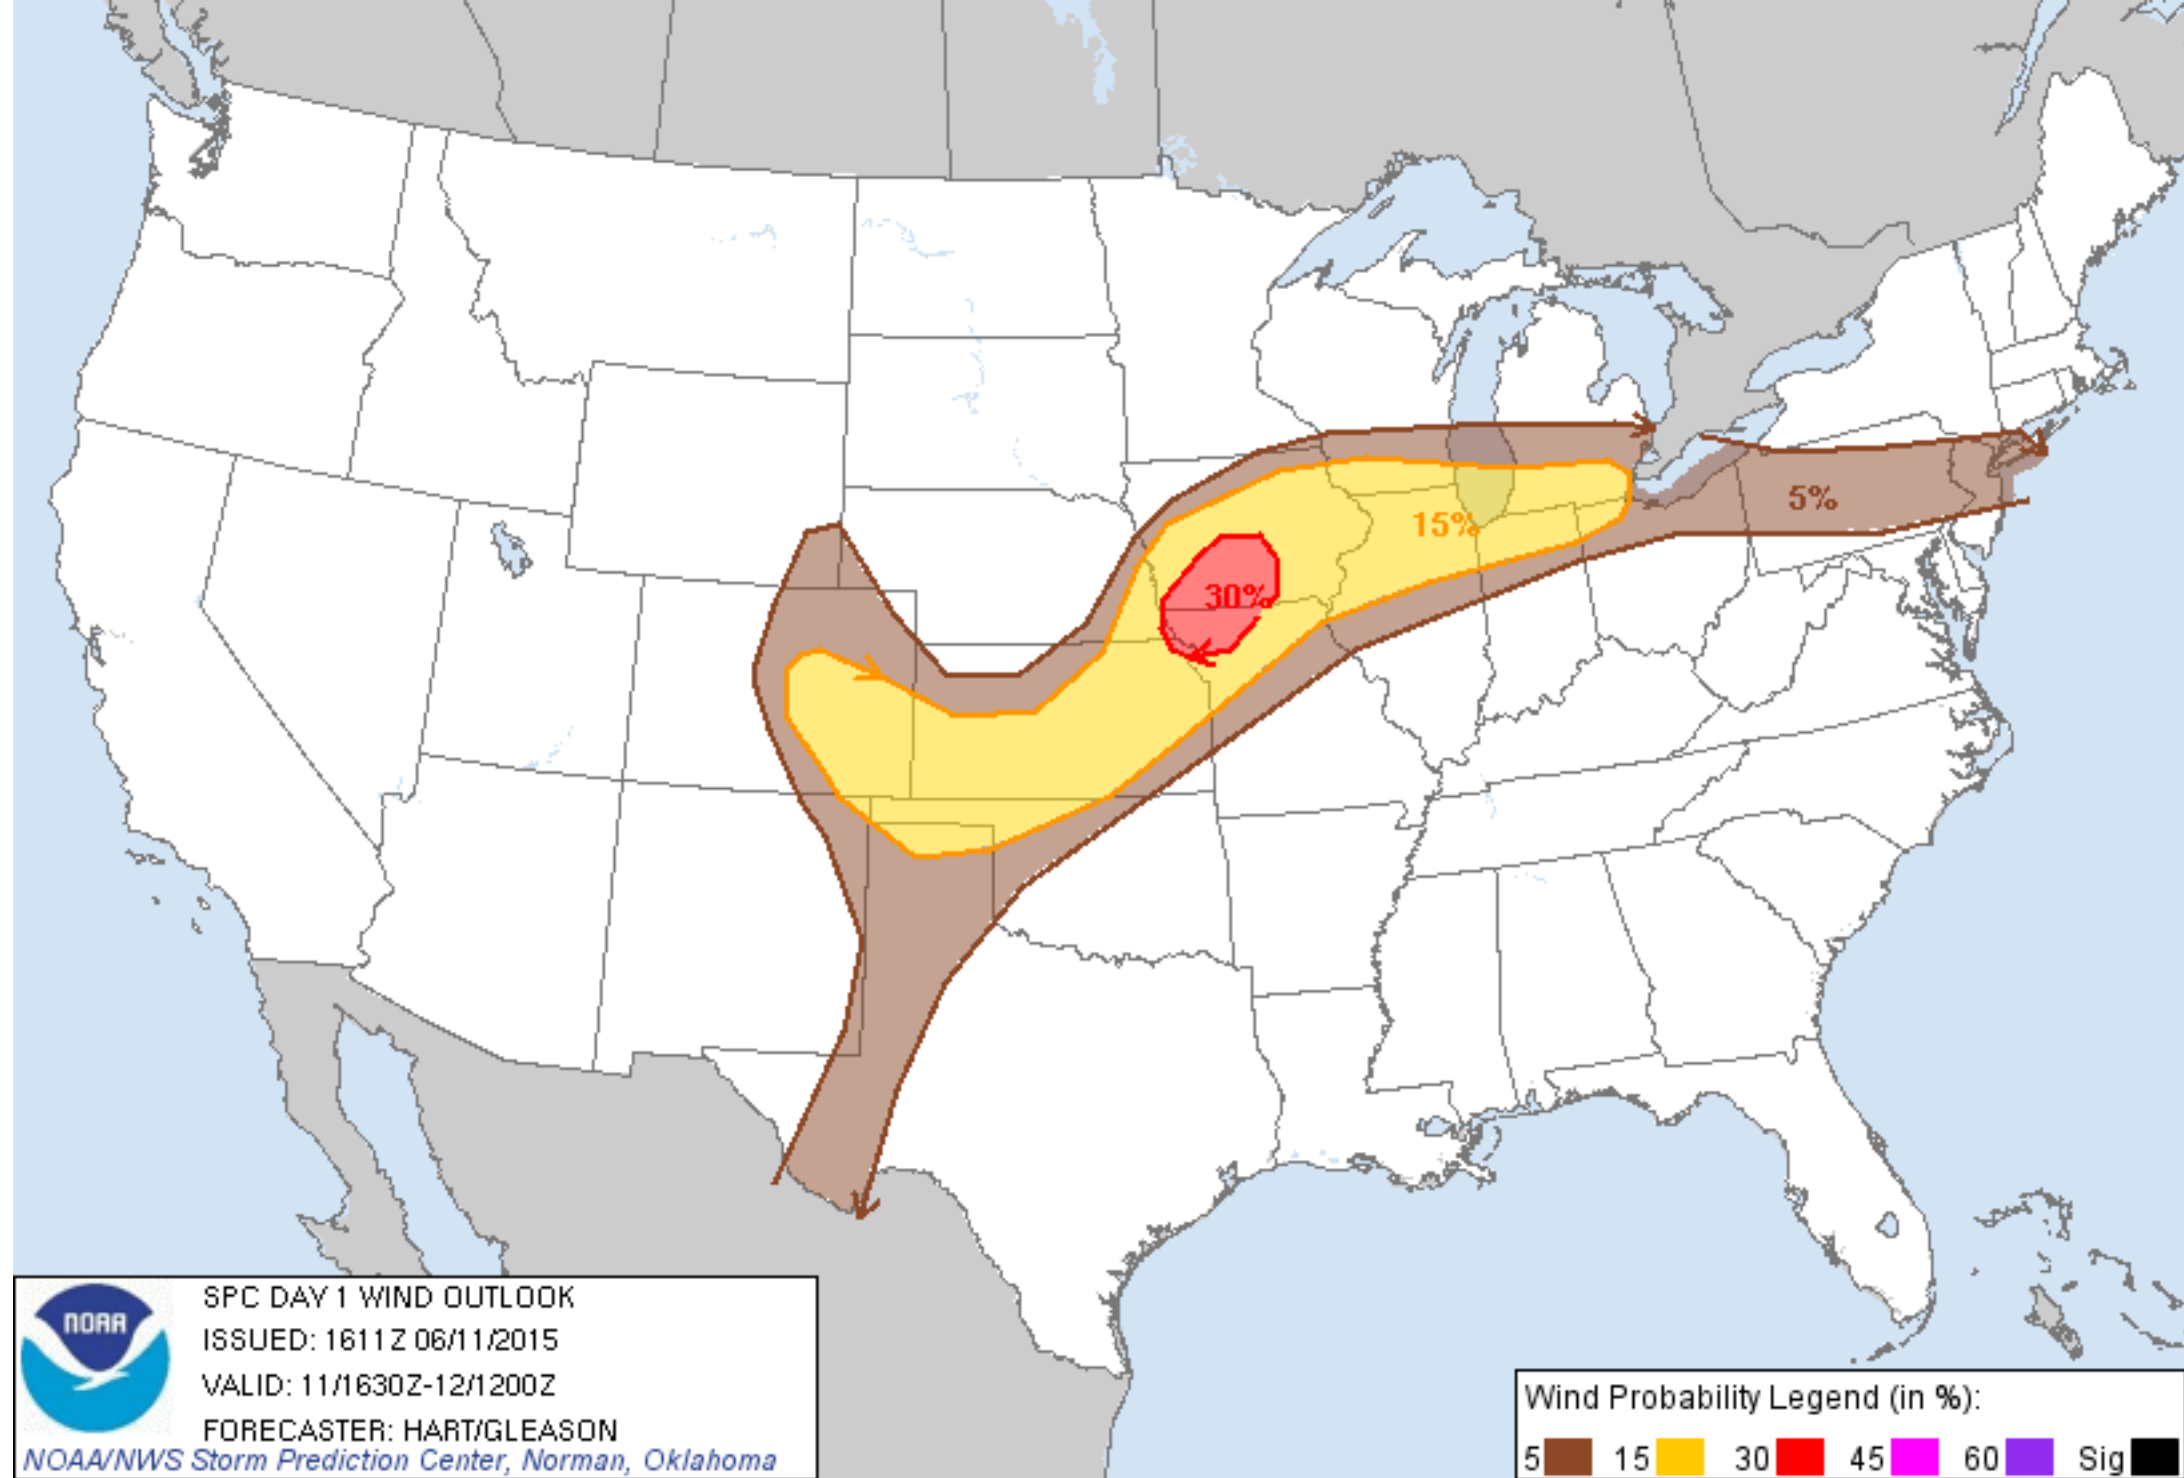 5%
15%
30%
NOAA
SPC DAY 1 WIND OUTLOOK
ISSUED: 1611Z 06/11/2015
VALID: 11/1630Z-12/1200Z
FORECASTER: HART/GLEASON
NOAA/NWS Storm Prediction Center, Norman, Oklahoma
Wind Probability Legend (in %):
5 15 30 45 60 Sig